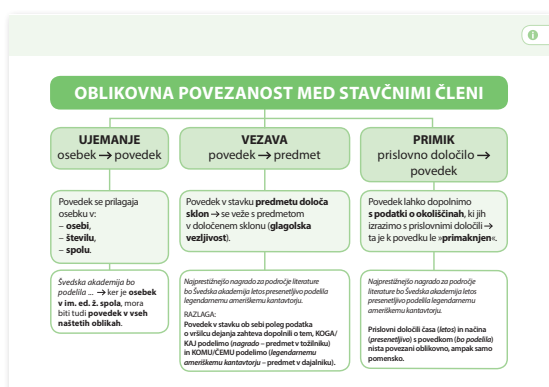 OBLIKOVNA POVEZANOST MED STAVČNIMI ČLENI
UJEMANJE
osebek → povedek
Povedek se prilagaja
osebku v:
– osebi,
– številu,
– spolu.
Švedska akademija bo
podelila ... → ker je osebek
v im. ed. ž. spola, mora
biti tudi povedek v vseh
naštetih oblikah.
VEZAVA
povedek → predmet
Povedek v stavku predmetu določa
sklon → se veže s predmetom
v določenem sklonu (glagolska
vezljivost).
Najprestižnejšo nagrado za področje literature
bo Švedska akademija letos presenetljivo podelila
legendarnemu ameriškemu kantavtorju.
RAZLAGA:
Povedek v stavku ob sebi poleg podatka
o vršilcu dejanja zahteva dopolnili o tem, KOGA/
KAJ podelimo (nagrado – predmet v tožilniku)
in KOMU/ČEMU podelimo (legendarnemu
ameriškemu kantavtorju – predmet v dajalniku).
PRIMIK
prislovno določilo →
povedek
Povedek lahko dopolnimo
s podatki o okoliščinah, ki jih
izrazimo s prislovnimi določili →
ta je k povedku le »primaknjen«.
Najprestižnejšo nagrado za področje
literature bo Švedska akademija letos
presenetljivo podelila legendarnemu
ameriškemu kantavtorju.
Prislovni določili časa (letos) in načina
(presenetljivo) s povedkom (bo podelila)
nista povezani oblikovno, ampak samo
pomensko.